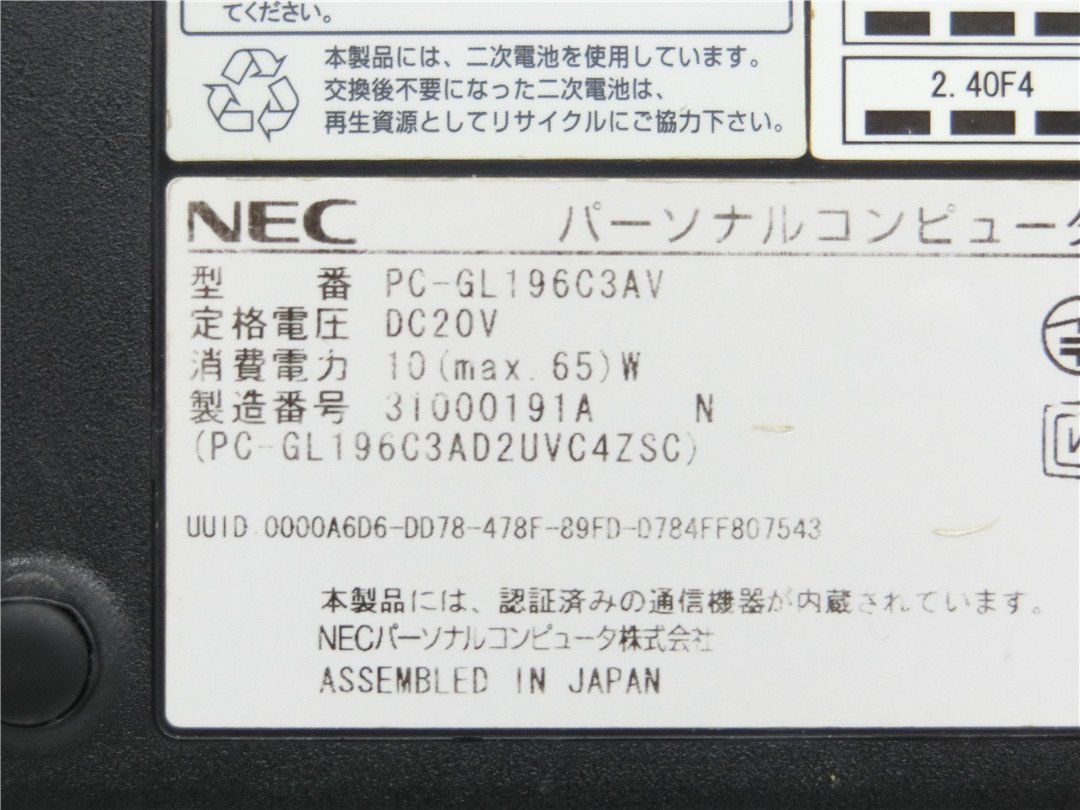 てください。
本製品には、二次電池を使用しています。
交換後不要になった二次電池は、
再生資源としてリサイクルにご協力下さい。
2.40F4
NEC パーソナルコンピュータ
型 番 PC-GL196C3AV
定格電圧 DC20V
消費電力 10(max.65)W
製造番号 31000191A N
(PC-GL196C3AD2UVC4ZSC)
UUID 0000A6D6-DD78-478F-89FD-D784FF807543
本製品には、認証済みの通信機器が内蔵されています。
NECパーソナルコンピュータ株式会社
ASSEMBLED IN JAPAN